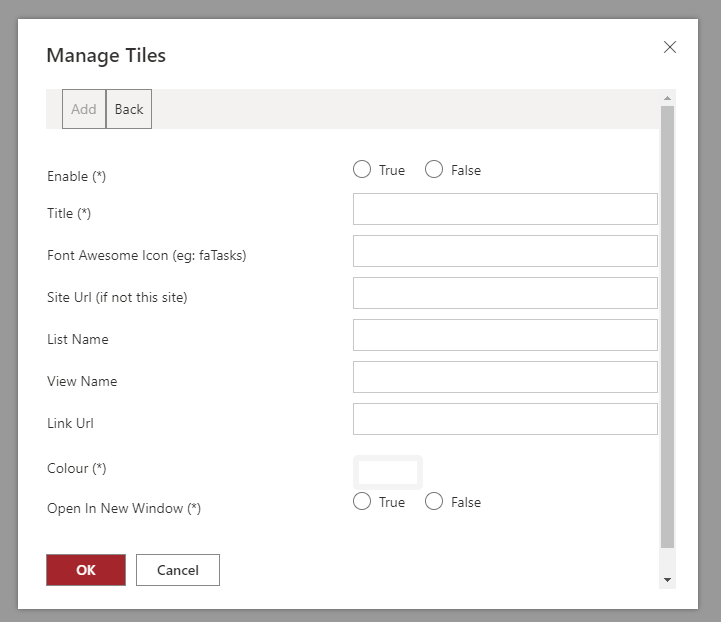 Manage Tiles
Add Back
Enable (*) True False
Title (*)
Font Awesome Icon (eg: faTasks)
Site Url (if not this site)
List Name
View Name
Link Url
Colour (*)
Open In New Window (*) True False
OK Cancel